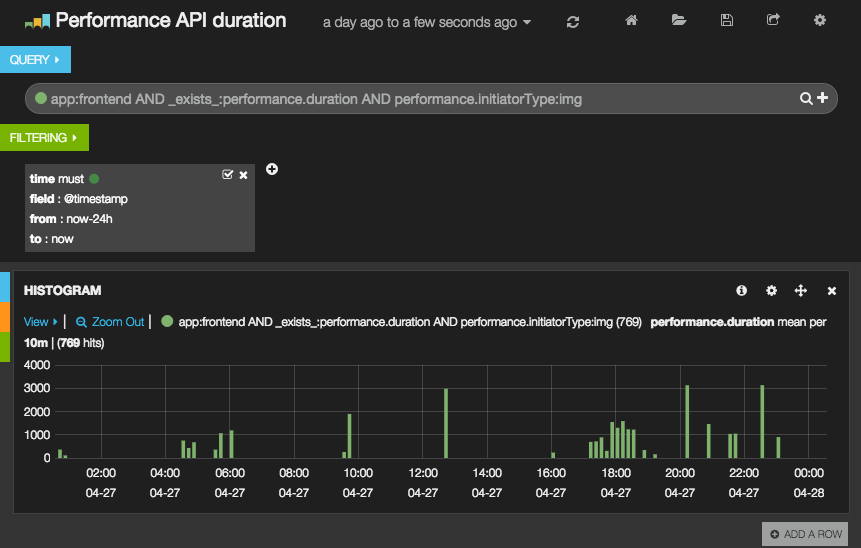 Performance API duration
a day ago to a few seconds ago
QUERY
app:frontend AND _exists_:performance.duration AND performance.initiatorType:img
FILTERING
time must
field : @timestamp
from : now-24h
to : now
HISTOGRAM
View | Zoom Out | app:frontend AND _exists_:performance.duration AND performance.initiatorType:img (769) performance.duration mean per
10m | (769 hits)
4000
3000
2000
1000
0
02:00 04:00 06:00 08:00 10:00 12:00 14:00 16:00 18:00 20:00 22:00 00:00
04-27 04-27 04-27 04-27 04-27 04-27 04-27 04-27 04-27 04-27 04-27 04-28
ADD A ROW